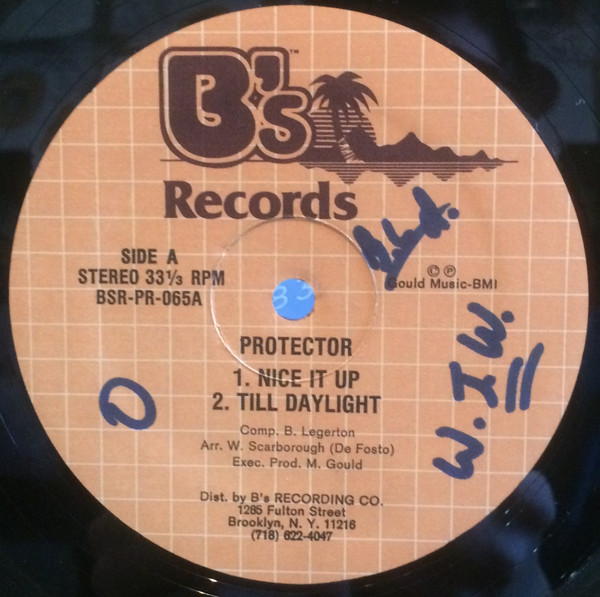 B's™
Records
SIDE A
STEREO 33⅓ RPM
BSR-PR-065A
© ℗
Gould Music-BMI
33
PROTECTOR
1. NICE IT UP
2. TILL DAYLIGHT
Comp. B. Legerton
Arr. W. Scarborough (De Fosto)
Exec. Prod. M. Gould
W.I.W.
Dist. by B's RECORDING CO.
1285 Fulton Street
Brooklyn, N. Y. 11216
(718) 622-4047